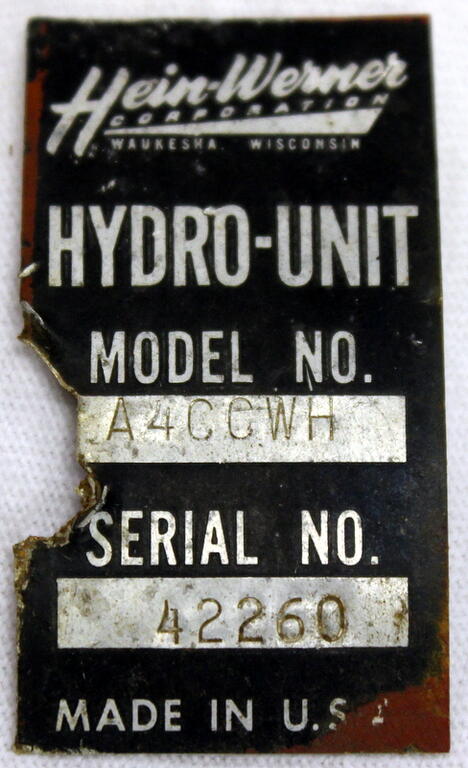 Hein-Werner
CORPORATION
WAUKESHA, WISCONSIN
HYDRO-UNIT
MODEL NO.
A4CCWH
SERIAL NO.
42260
MADE IN U.S.